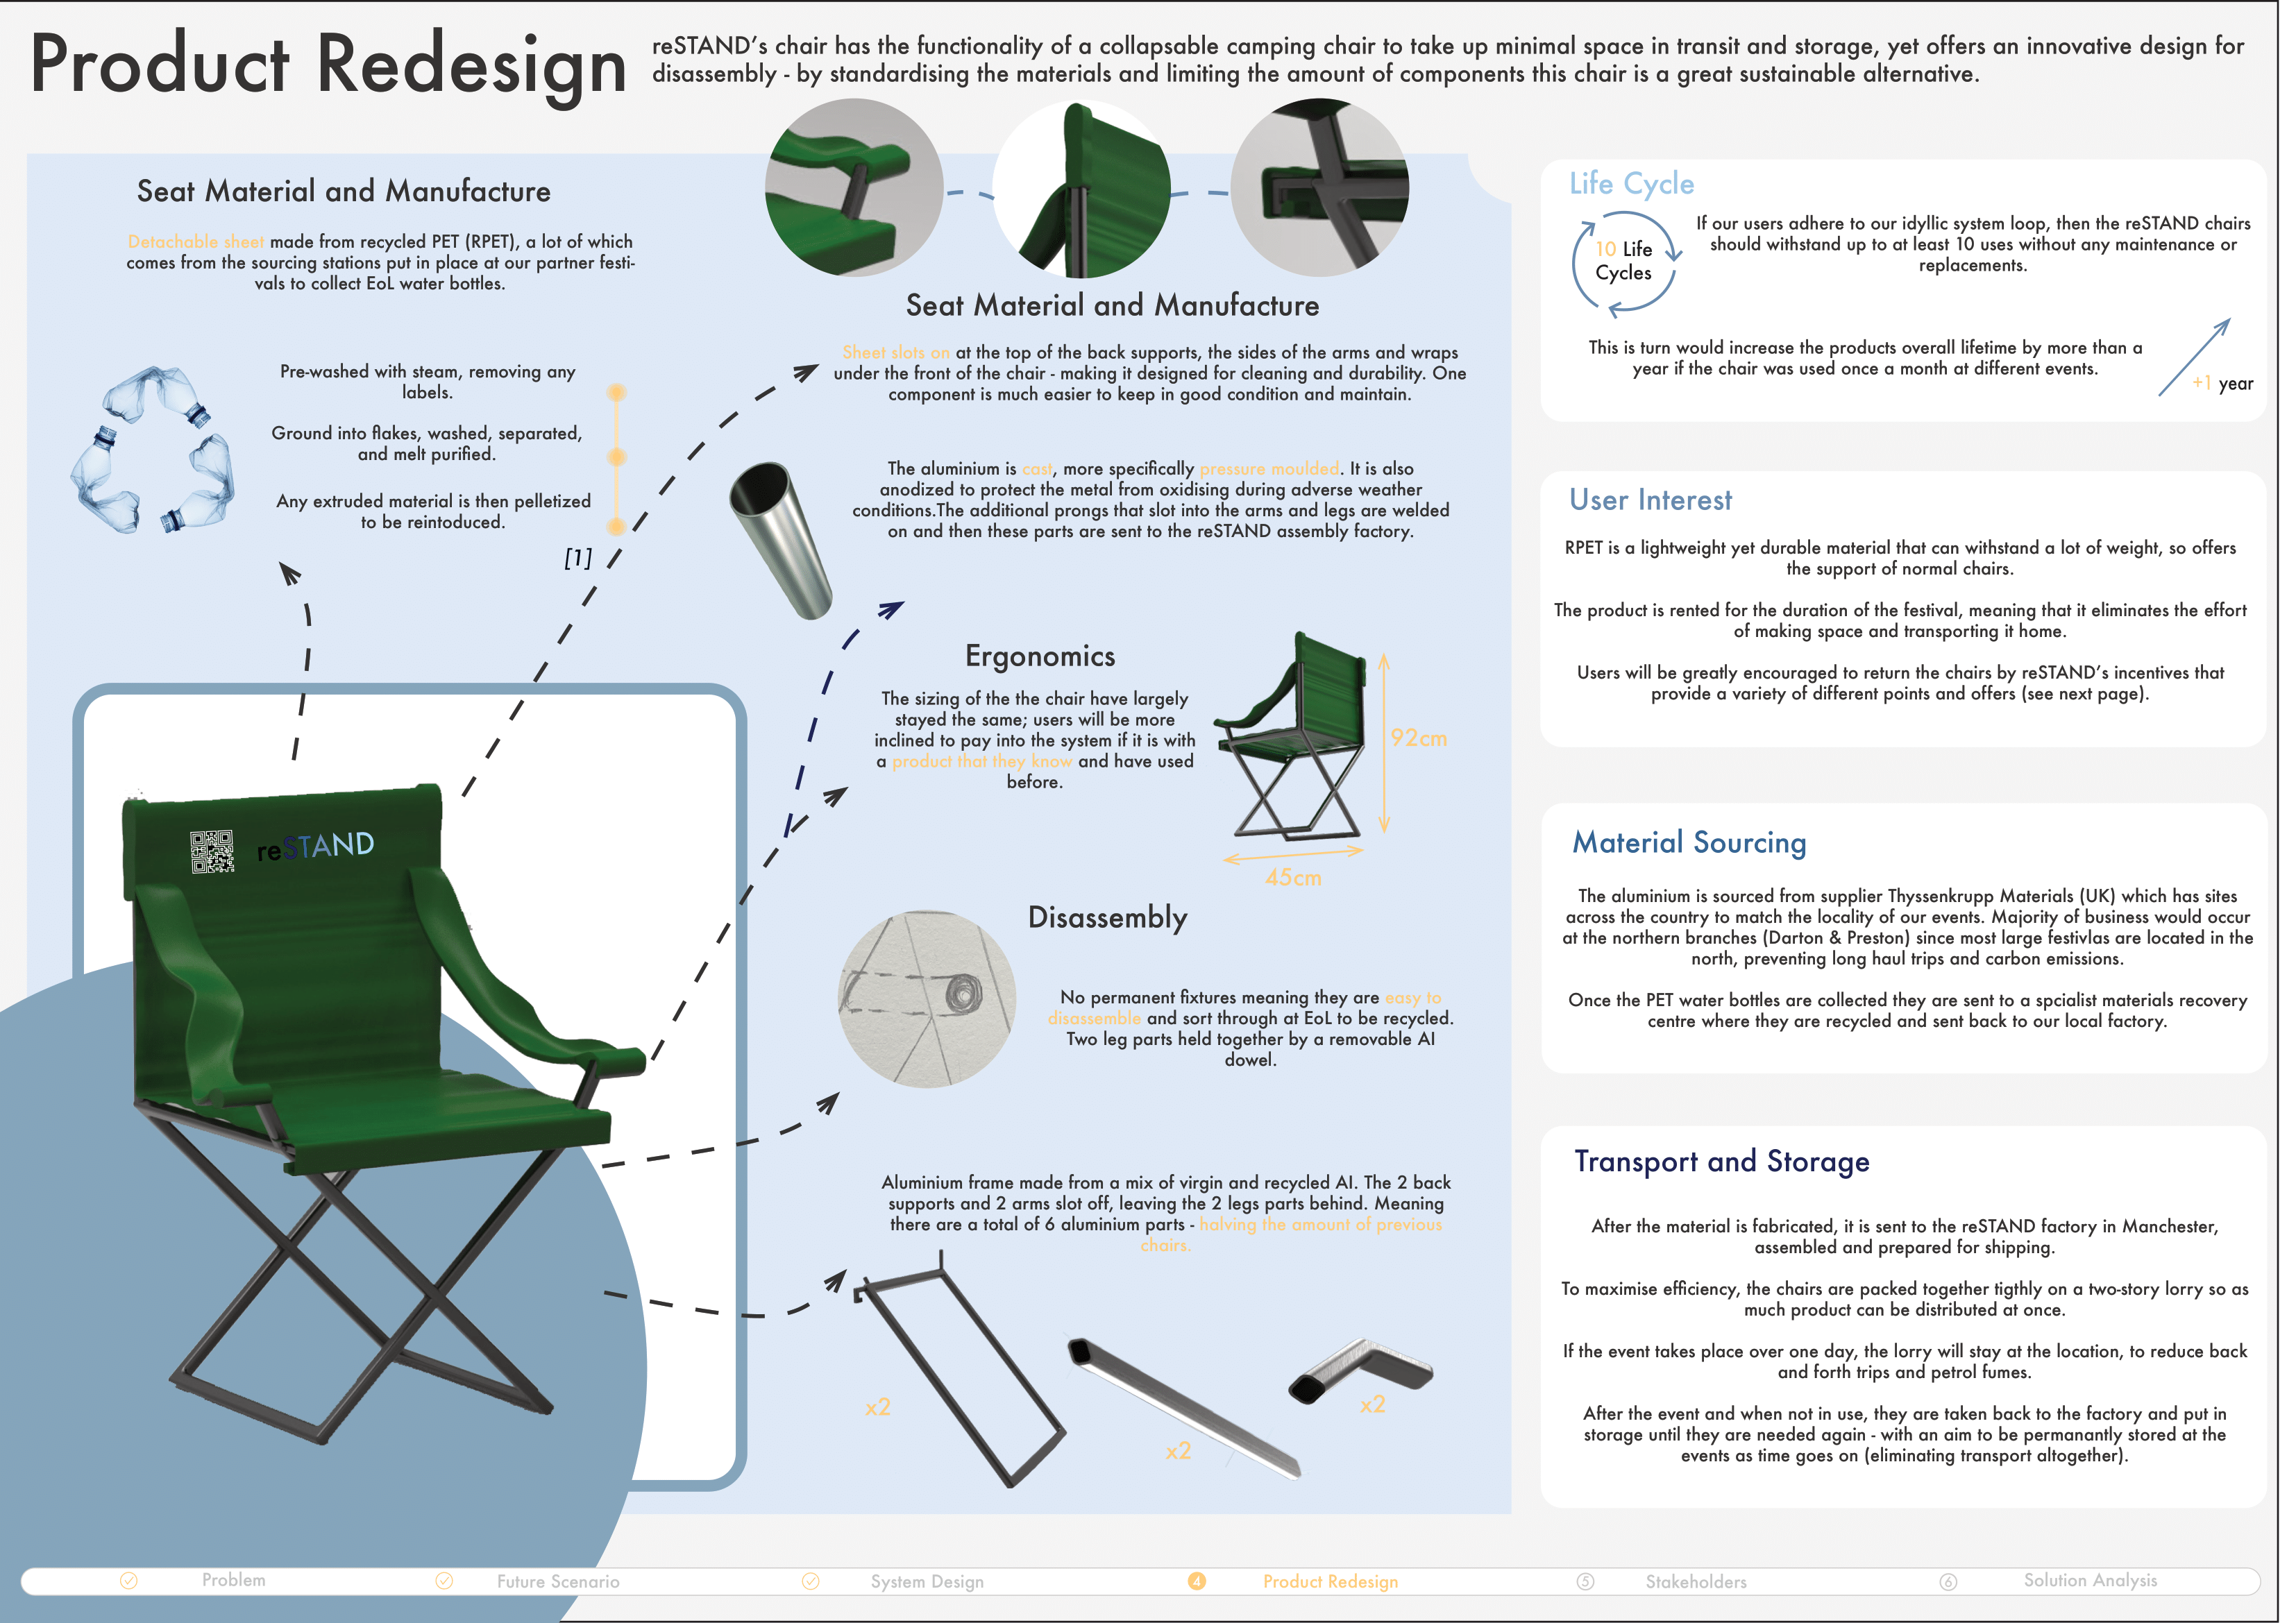 Product Redesign
reSTAND's chair has the functionality of a collapsable camping chair to take up minimal space in transit and storage, yet offers an innovative design for
disassembly - by standardising the materials and limiting the amount of components this chair is a great sustainable alternative.
Seat Material and Manufacture
Detachable sheet made from recycled PET (RPET), a lot of which
comes from the sourcing stations put in place at our partner festi-
vals to collect EoL water bottles.
Pre-washed with steam, removing any
labels.
Ground into flakes, washed, separated,
and melt purified.
Any extruded material is then pelletized
to be reintoduced.
[1]
reSTAND
Seat Material and Manufacture
Sheet slots on at the top of the back supports, the sides of the arms and wraps
under the front of the chair - making it designed for cleaning and durability. One
component is much easier to keep in good condition and maintain.
The aluminium is cast, more specifically pressure moulded. It is also
anodized to protect the metal from oxidising during adverse weather
conditions.The additional prongs that slot into the arms and legs are welded
on and then these parts are sent to the reSTAND assembly factory.
Ergonomics
The sizing of the the chair have largely
stayed the same; users will be more
inclined to pay into the system if it is with
a product that they know and have used
before.
92cm
45cm
Disassembly
No permanent fixtures meaning they are easy to
disassemble and sort through at EoL to be recycled.
Two leg parts held together by a removable Al
dowel.
Aluminium frame made from a mix of virgin and recycled Al. The 2 back
supports and 2 arms slot off, leaving the 2 legs parts behind. Meaning
there are a total of 6 aluminium parts - halving the amount of previous
chairs.
x2
x2
x2
Life Cycle
10 Life
Cycles
If our users adhere to our idyllic system loop, then the reSTAND chairs
should withstand up to at least 10 uses without any maintenance or
replacements.
This is turn would increase the products overall lifetime by more than a
year if the chair was used once a month at different events.
+1 year
User Interest
RPET is a lightweight yet durable material that can withstand a lot of weight, so offers
the support of normal chairs.
The product is rented for the duration of the festival, meaning that it eliminates the effort
of making space and transporting it home.
Users will be greatly encouraged to return the chairs by reSTAND's incentives that
provide a variety of different points and offers (see next page).
Material Sourcing
The aluminium is sourced from supplier Thyssenkrupp Materials (UK) which has sites
across the country to match the locality of our events. Majority of business would occur
at the northern branches (Darton & Preston) since most large festivlas are located in the
north, preventing long haul trips and carbon emissions.
Once the PET water bottles are collected they are sent to a spcialist materials recovery
centre where they are recycled and sent back to our local factory.
Transport and Storage
After the material is fabricated, it is sent to the reSTAND factory in Manchester,
assembled and prepared for shipping.
To maximise efficiency, the chairs are packed together tigthly on a two-story lorry so as
much product can be distributed at once.
If the event takes place over one day, the lorry will stay at the location, to reduce back
and forth trips and petrol fumes.
After the event and when not in use, they are taken back to the factory and put in
storage until they are needed again - with an aim to be permanantly stored at the
events as time goes on (eliminating transport altogether).
Problem
Future Scenario
System Design
4 Product Redesign
5 Stakeholders
6 Solution Analysis